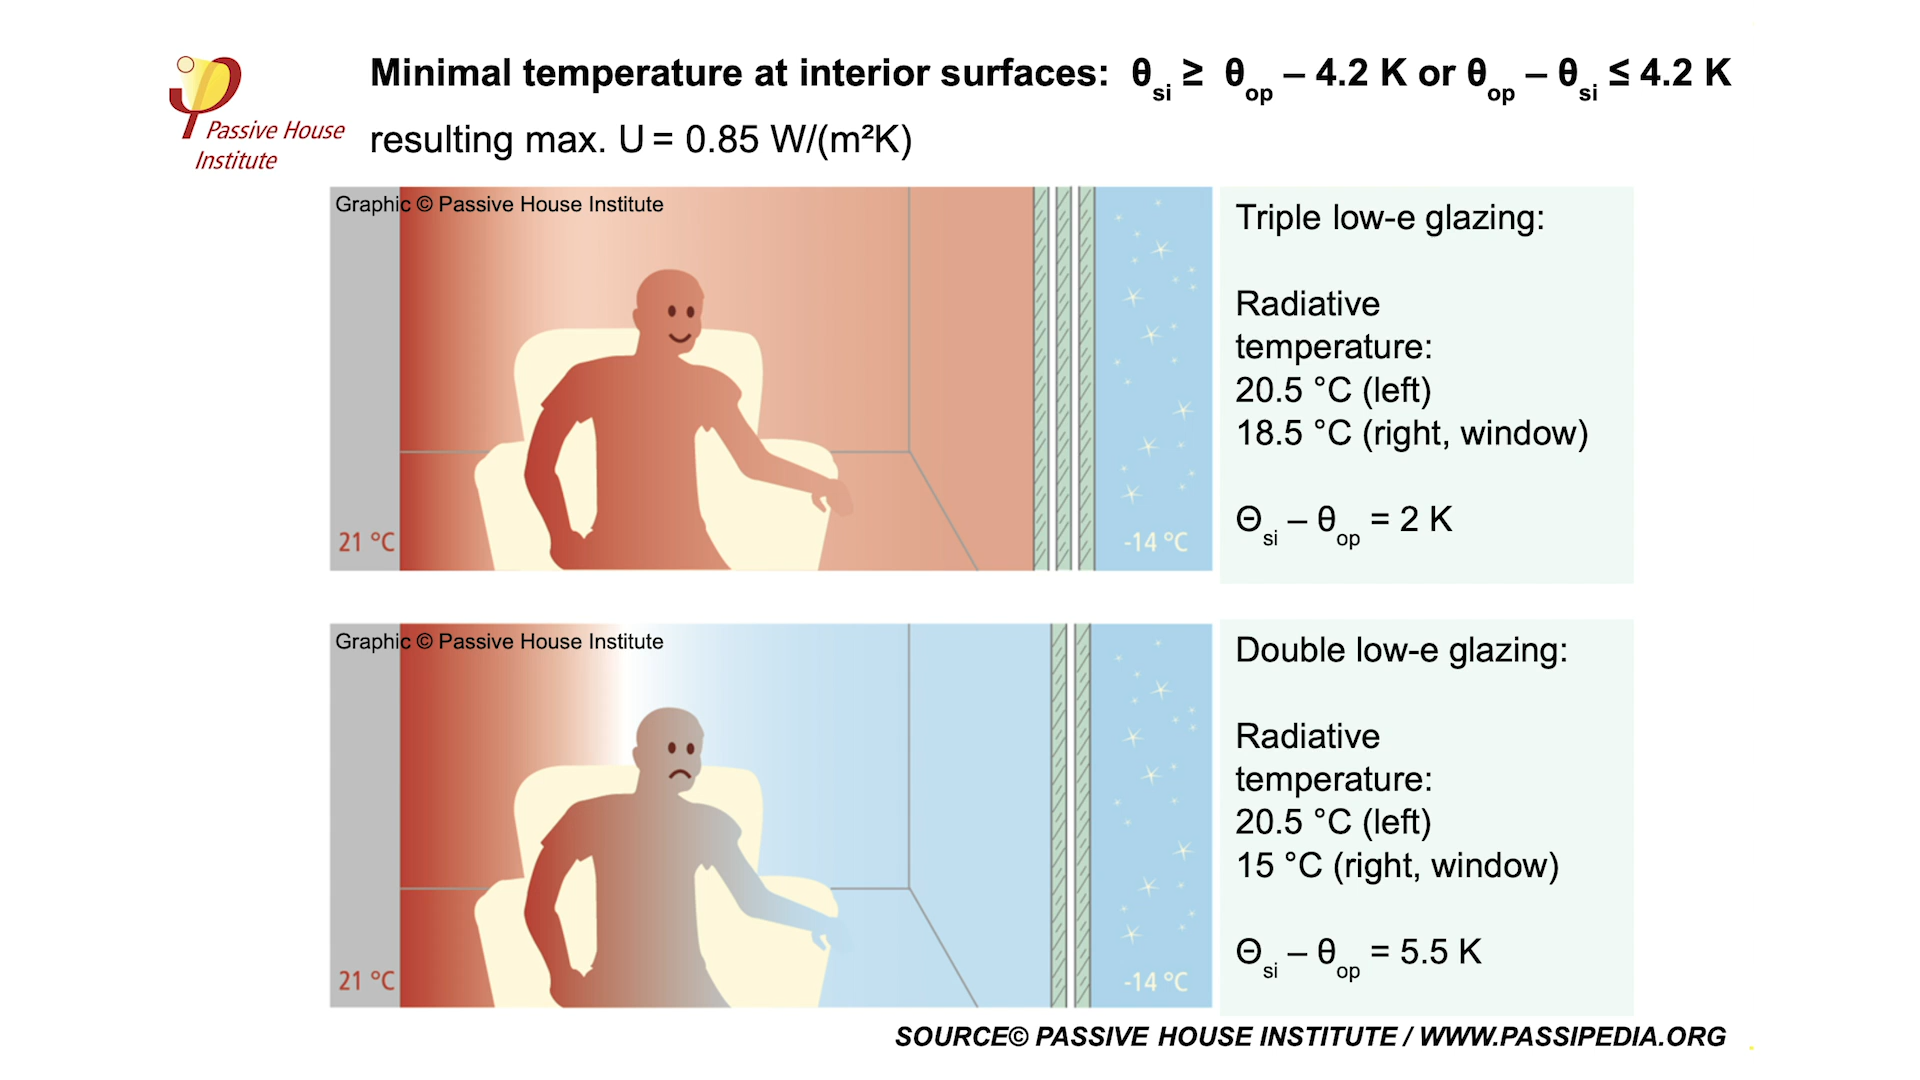 Passive House
Institute
Minimal temperature at interior surfaces: θsi ≥ θop – 4.2 K or θop – θsi ≤ 4.2 K
resulting max. U = 0.85 W/(m²K)
Graphic © Passive House Institute
21 °C
-14 °C
Triple low-e glazing:
Radiative
temperature:
20.5 °C (left)
18.5 °C (right, window)
Θsi – θop = 2 K
Graphic © Passive House Institute
21 °C
-14 °C
Double low-e glazing:
Radiative
temperature:
20.5 °C (left)
15 °C (right, window)
Θsi – θop = 5.5 K
SOURCE© PASSIVE HOUSE INSTITUTE / WWW.PASSIPEDIA.ORG